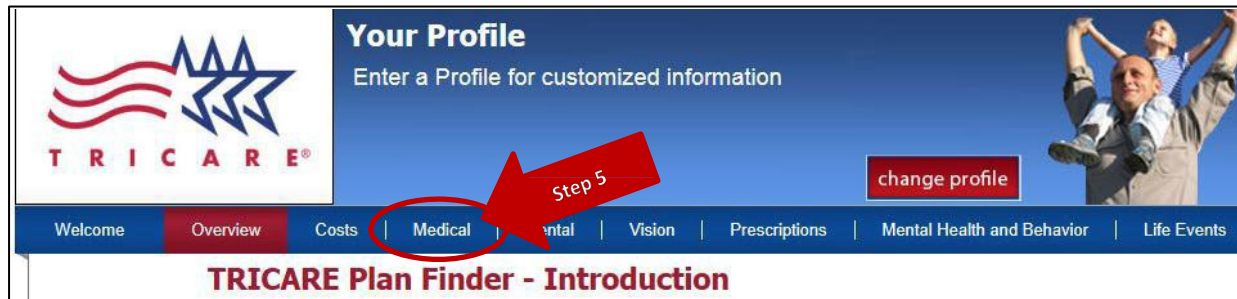 Your Profile
Enter a Profile for customized information
TRICARE®
Step 5
change profile
Welcome Overview Costs | Medical | ental | Vision | Prescriptions | Mental Health and Behavior | Life Events
TRICARE Plan Finder - Introduction